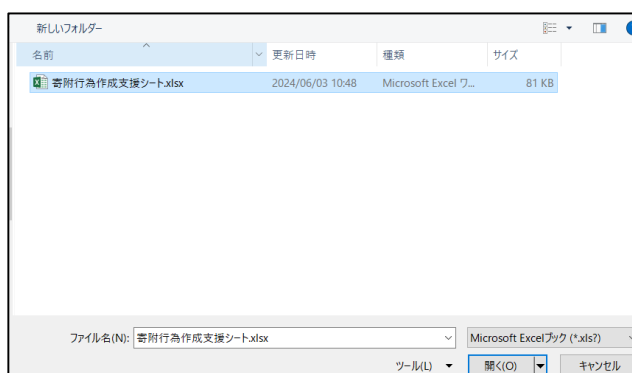 新しいフォルダー
名前 更新日時 種類 サイズ
寄附行為作成支援シート.xlsx 2024/06/03 10:48 Microsoft Excel ワ... 81 KB
ファイル名(N): 寄附行為作成支援シート.xlsx Microsoft Excelブック (*.xls?)
ツール(L) 開く(O) キャンセル